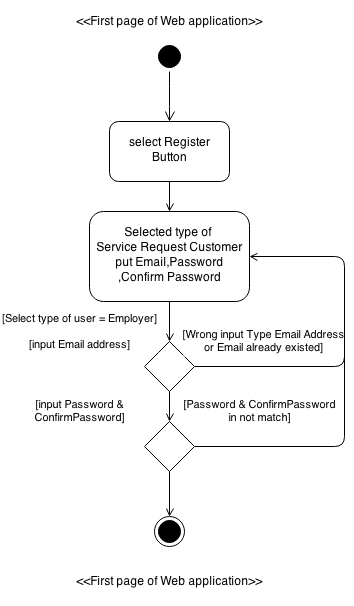 <<First page of Web application>>
select Register
Button
Selected type of
Service Request Customer
put Email,Password
,Confirm Password
[Select type of user = Employer]
[input Email address]
[Wrong input Type Email Address
or Email already existed]
[input Password &
ConfirmPassword]
[Password & ConfirmPassword
in not match]
<<First page of Web application>>